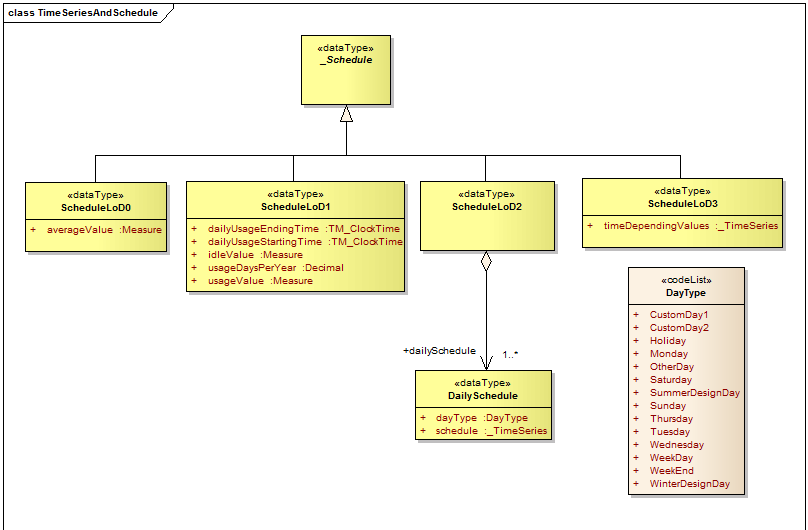 class TimeSeriesAndSchedule
«dataType»
_Schedule
«dataType»
ScheduleLoD0
+ averageValue :Measure
«dataType»
ScheduleLoD1
+ dailyUsageEndingTime :TM_ClockTime
+ dailyUsageStartingTime :TM_ClockTime
+ idleValue :Measure
+ usageDaysPerYear :Decimal
+ usageValue :Measure
«dataType»
ScheduleLoD2
«dataType»
ScheduleLoD3
+ timeDependingValues :_TimeSeries
+dailySchedule 1..*
«dataType»
DailySchedule
+ dayType :DayType
+ schedule :_TimeSeries
«codeList»
DayType
+ CustomDay1
+ CustomDay2
+ Holiday
+ Monday
+ OtherDay
+ Saturday
+ SummerDesignDay
+ Sunday
+ Thursday
+ Tuesday
+ Wednesday
+ WeekDay
+ WeekEnd
+ WinterDesignDay